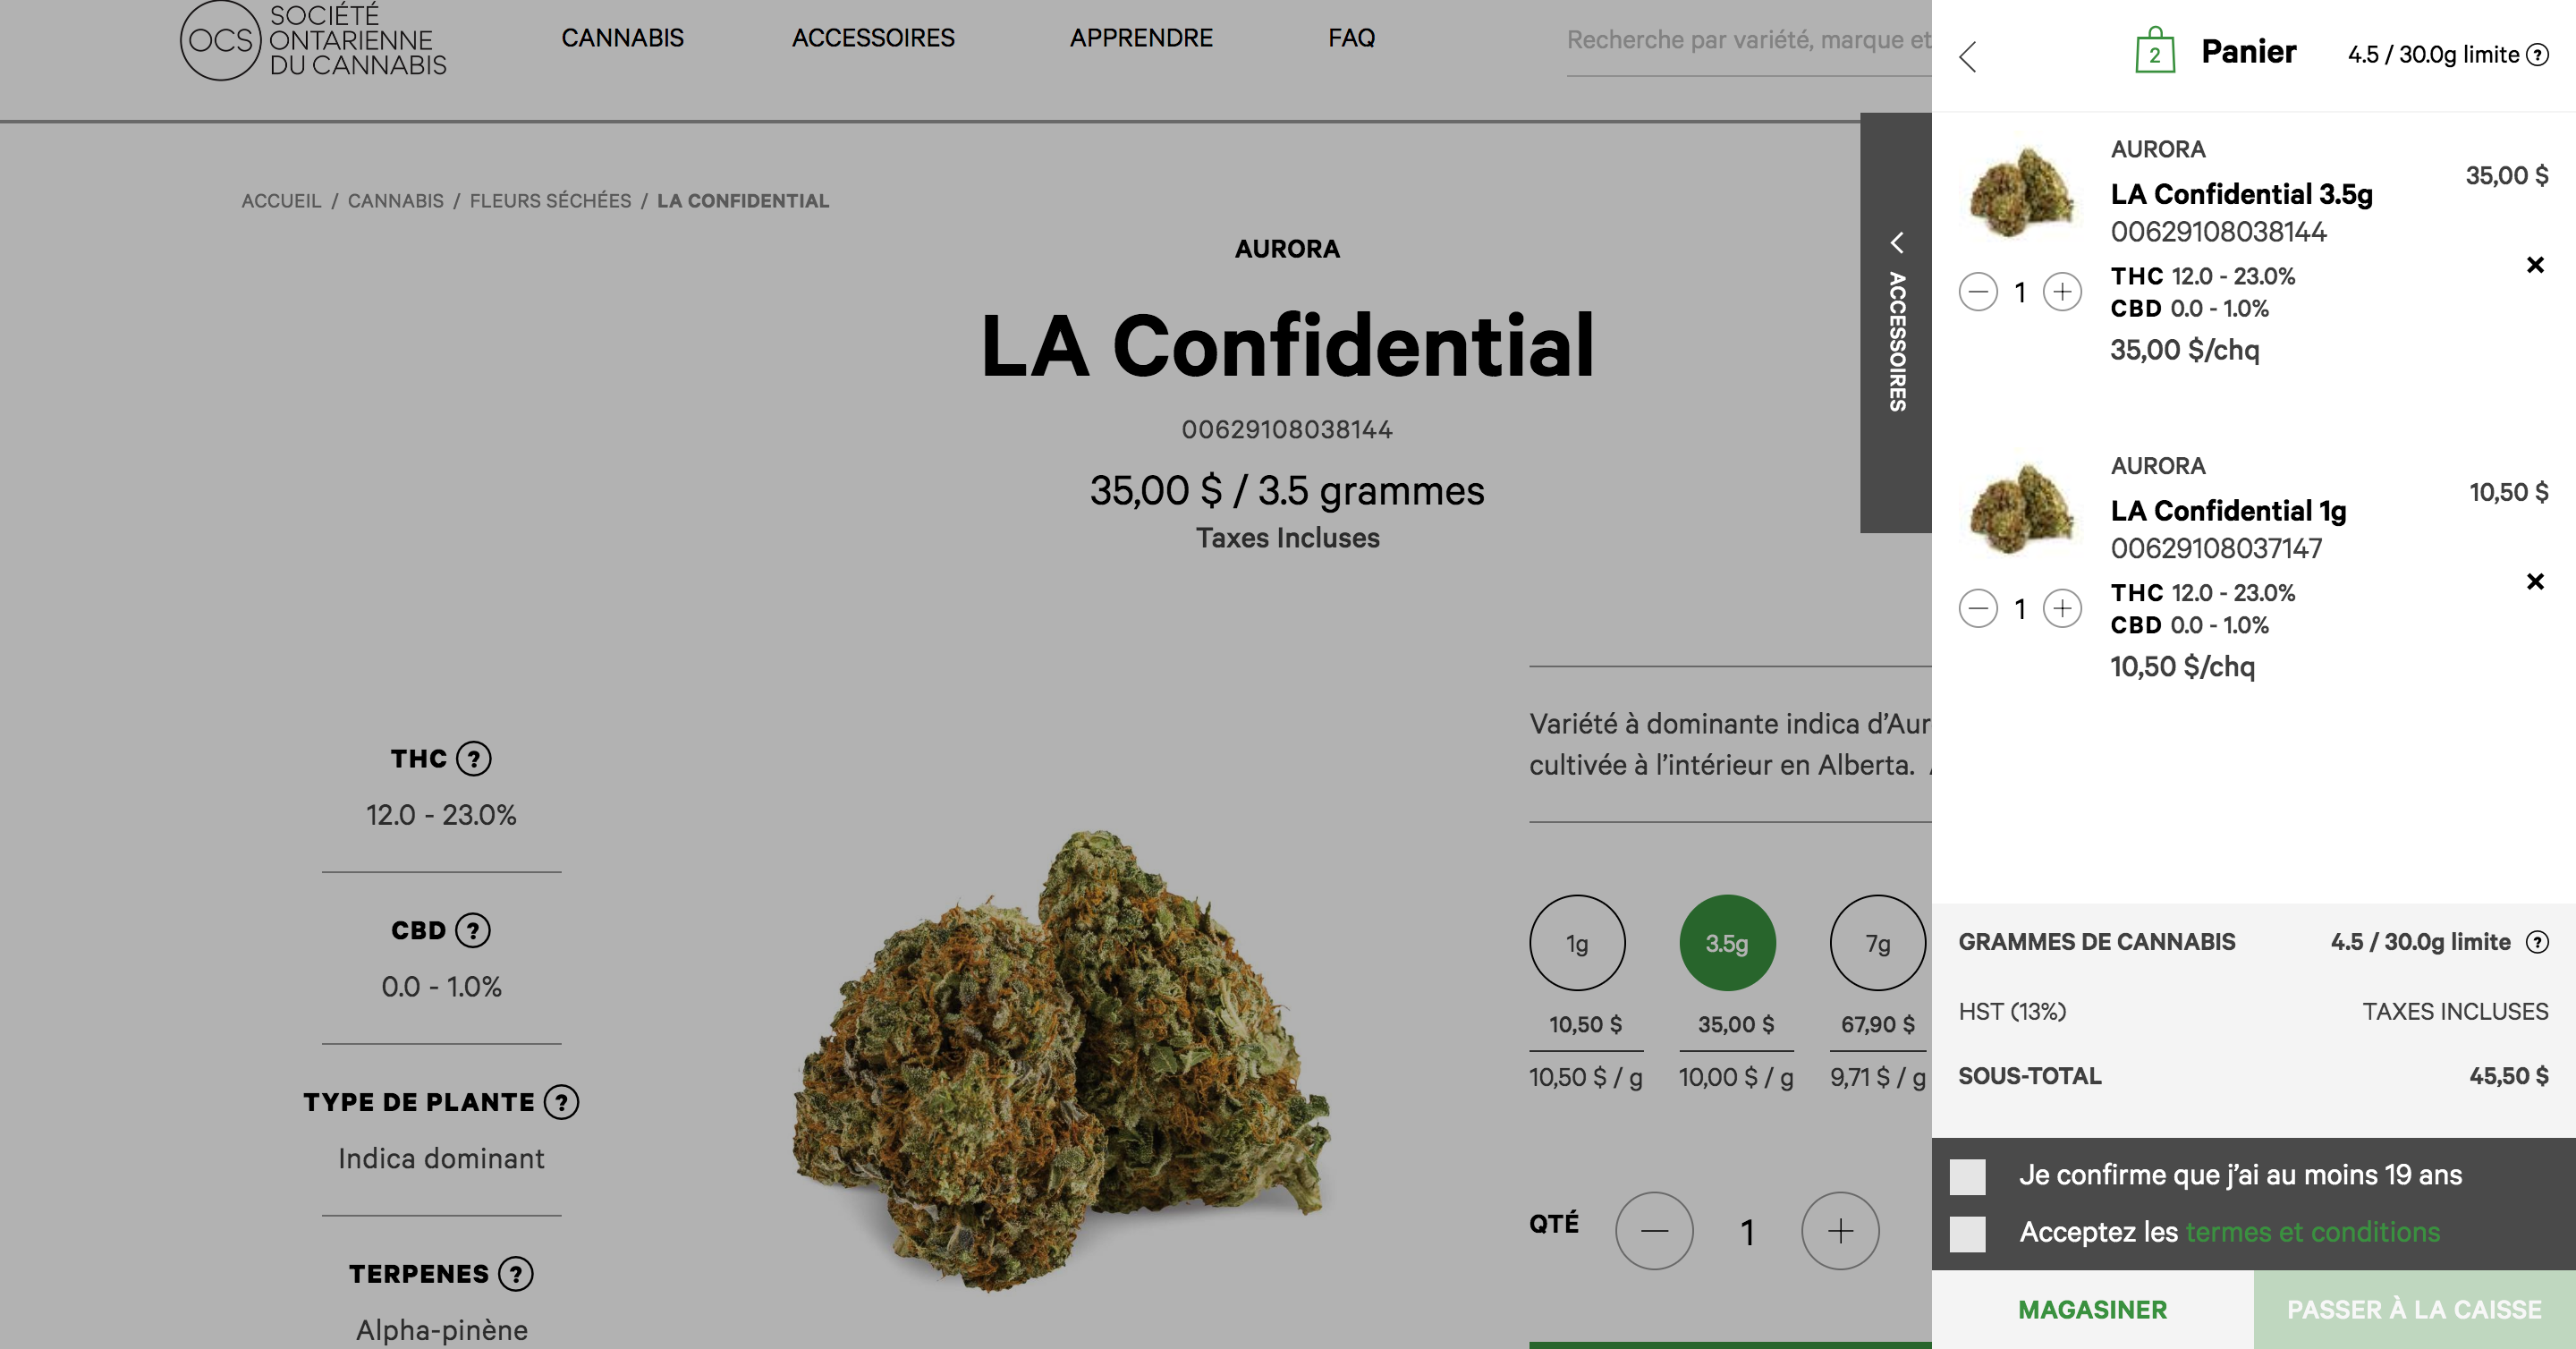 OCS
SOCIÉTÉ
ONTARIENNE
DU CANNABIS
CANNABIS
ACCESSOIRES
APPRENDRE
FAQ
Recherche par variété, marque et
ACCUEIL / CANNABIS / FLEURS SÉCHÉES / LA CONFIDENTIAL
AURORA
LA Confidential
00629108038144
35,00 $ / 3.5 grammes
Taxes Incluses
THC ?
12.0 - 23.0%
CBD ?
0.0 - 1.0%
TYPE DE PLANTE ?
Indica dominant
TERPENES ?
Alpha-pinène
Variété à dominante indica d’Aur
cultivée à l’intérieur en Alberta.
1g
3.5g
7g
10,50 $
35,00 $
67,90 $
10,50 $ / g
10,00 $ / g
9,71 $ / g
QTÉ
1
ACCESSOIRES
2
Panier
4.5 / 30.0g limite ?
AURORA
35,00 $
LA Confidential 3.5g
00629108038144
THC 12.0 - 23.0%
1
CBD 0.0 - 1.0%
35,00 $/chq
AURORA
10,50 $
LA Confidential 1g
00629108037147
THC 12.0 - 23.0%
1
CBD 0.0 - 1.0%
10,50 $/chq
GRAMMES DE CANNABIS 4.5 / 30.0g limite ?
HST (13%) TAXES INCLUSES
SOUS-TOTAL 45,50 $
Je confirme que j’ai au moins 19 ans
Acceptez les termes et conditions
MAGASINER
PASSER À LA CAISSE